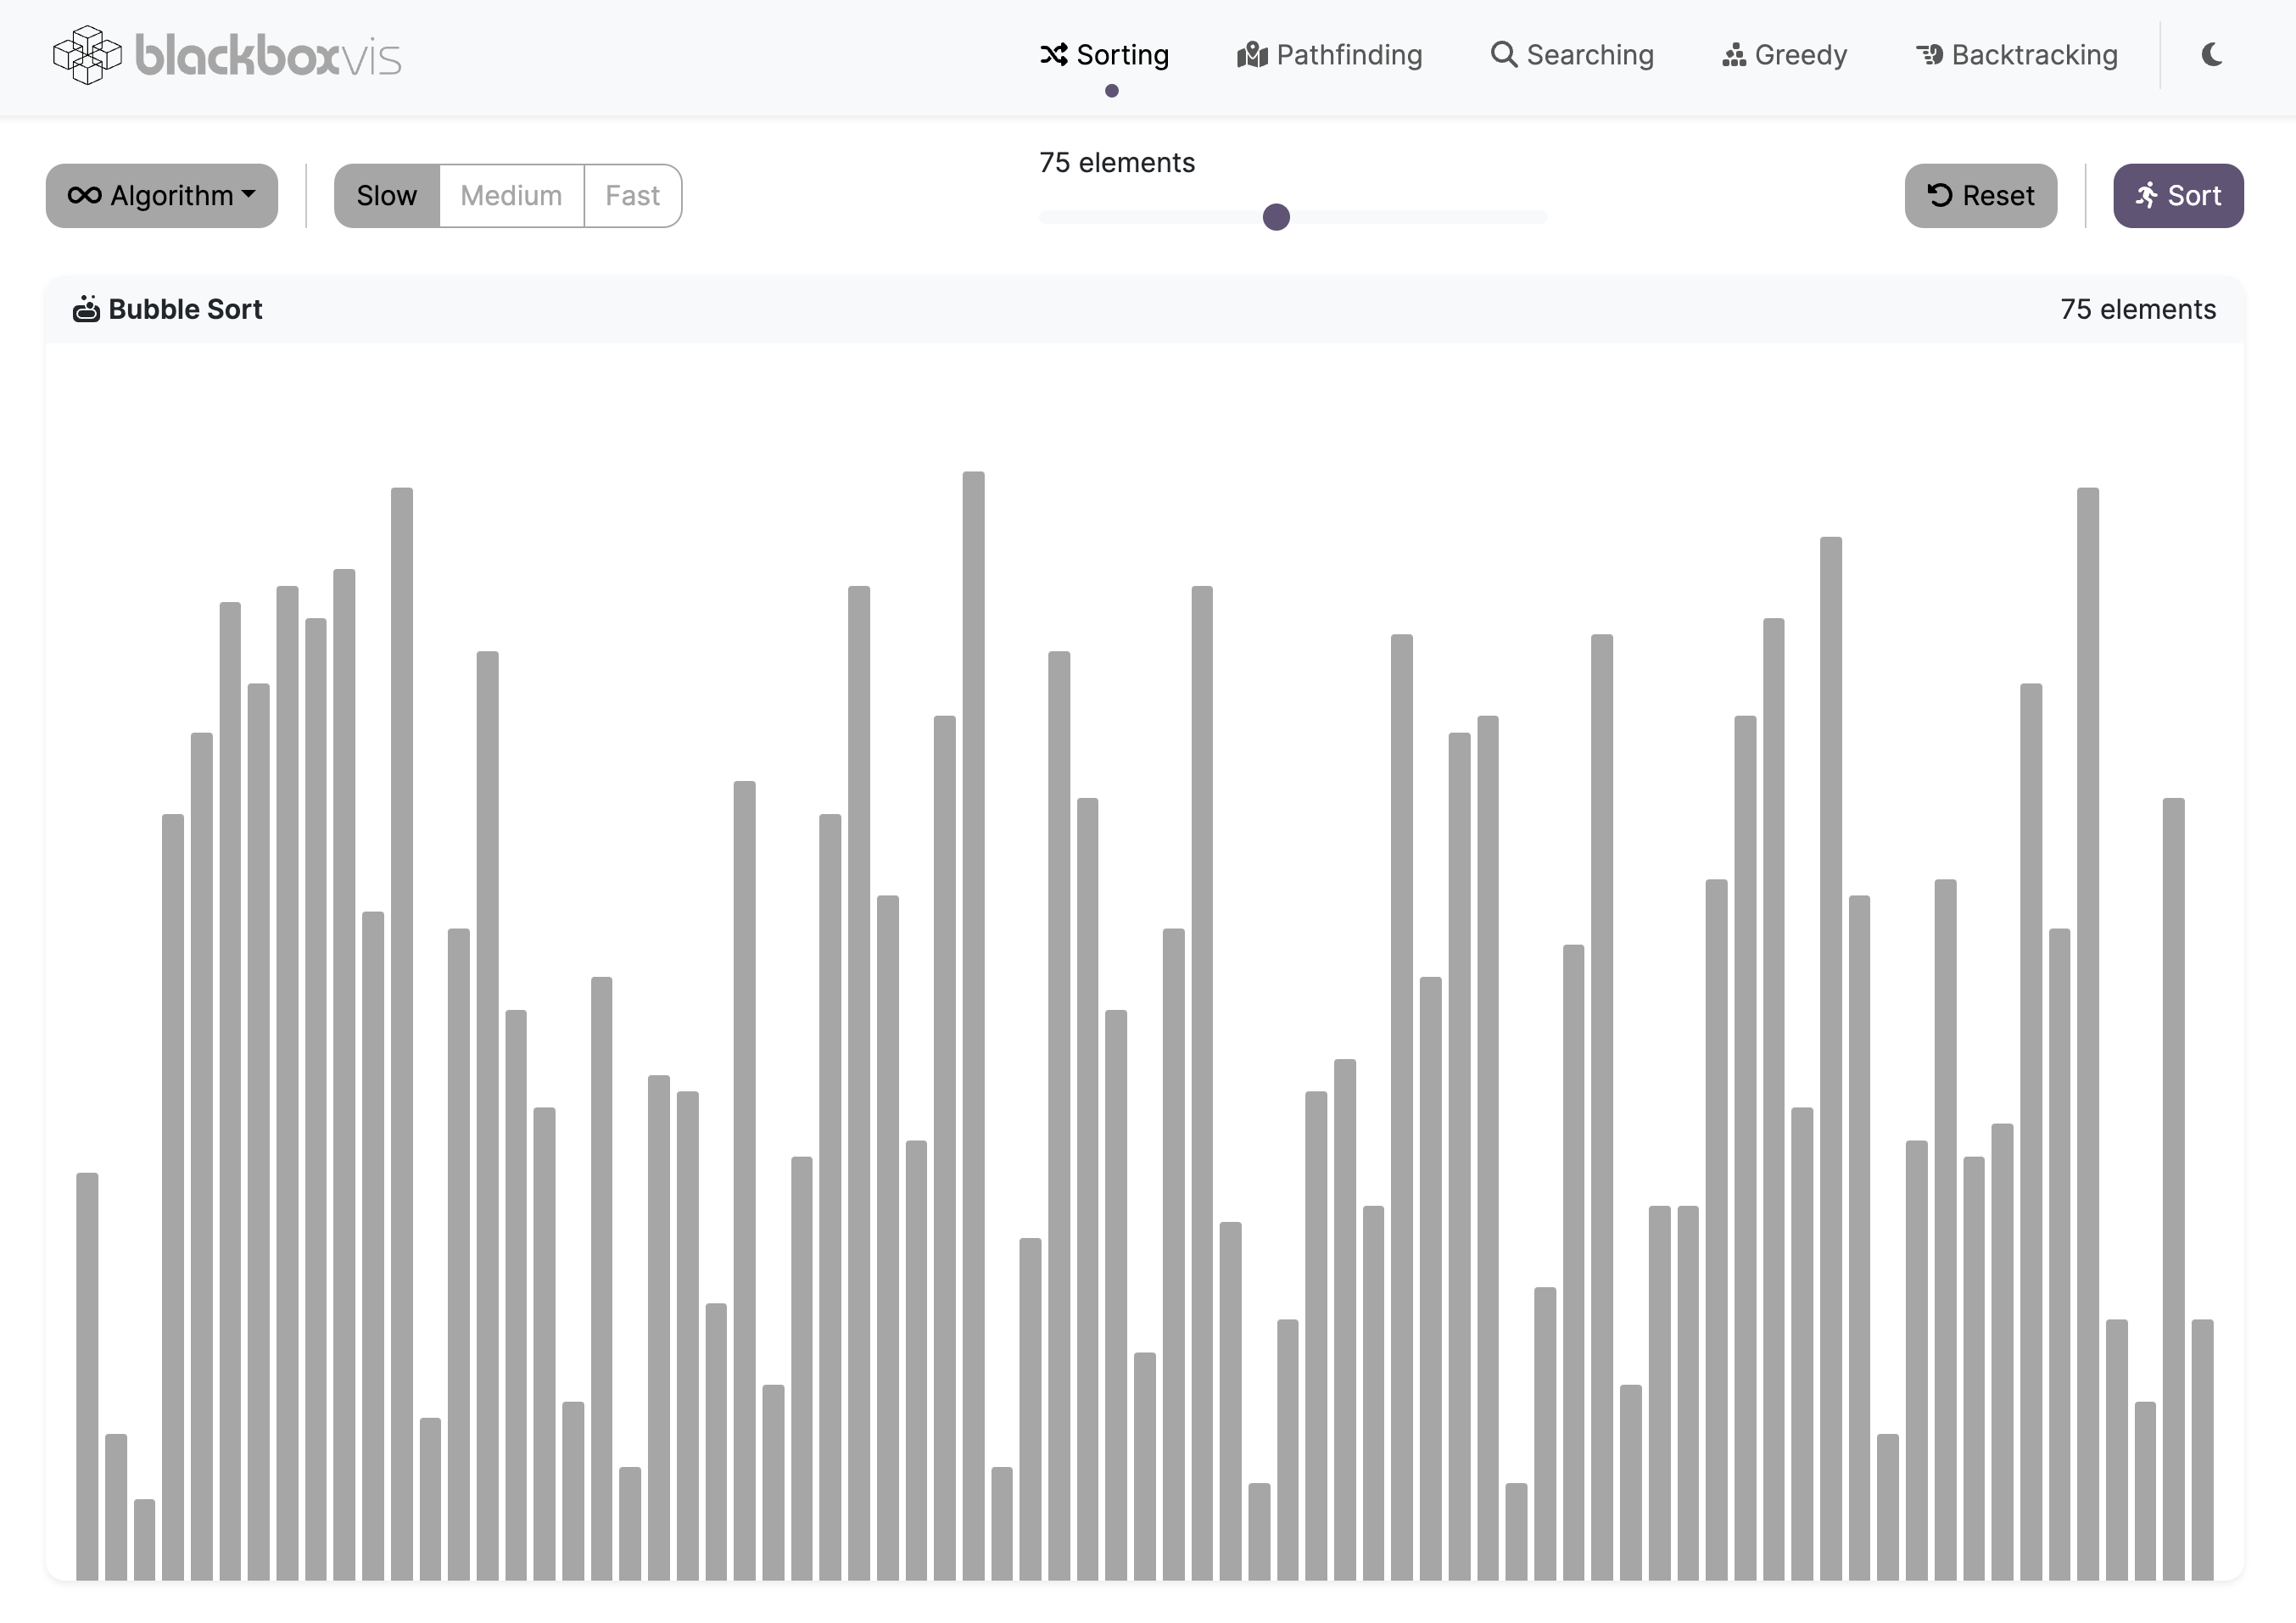 blackboxvis
Sorting Pathfinding Searching Greedy Backtracking
Algorithm Slow Medium Fast
75 elements
Reset Sort
Bubble Sort
75 elements